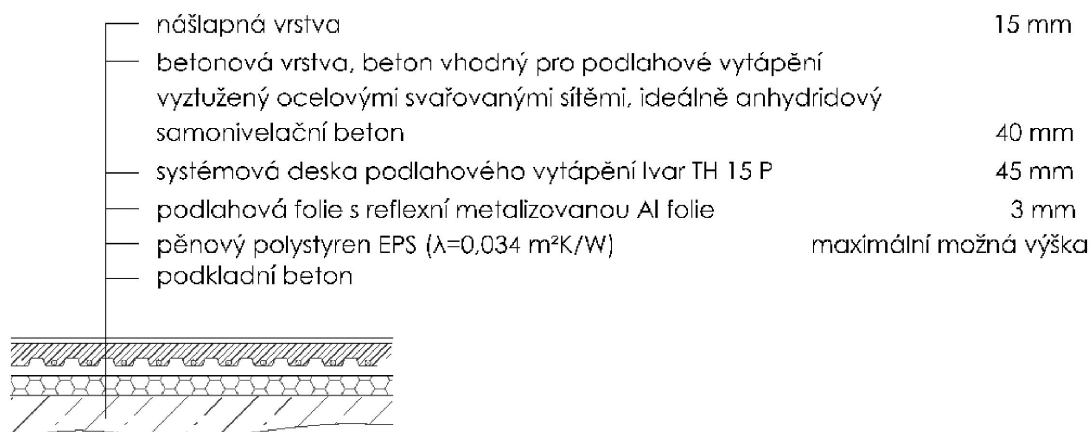 nášlapná vrstva 15 mm
betonová vrstva, beton vhodný pro podlahové vytápění
vyztužený ocelovými svařovanými sítěmi, ideálně anhydridový
samonivelační beton 40 mm
systémová deska podlahového vytápění Ivar TH 15 P 45 mm
podlahová folie s reflexní metalizovanou Al folie 3 mm
pěnový polystyren EPS (λ=0,034 m²K/W) maximální možná výška
podkladní beton